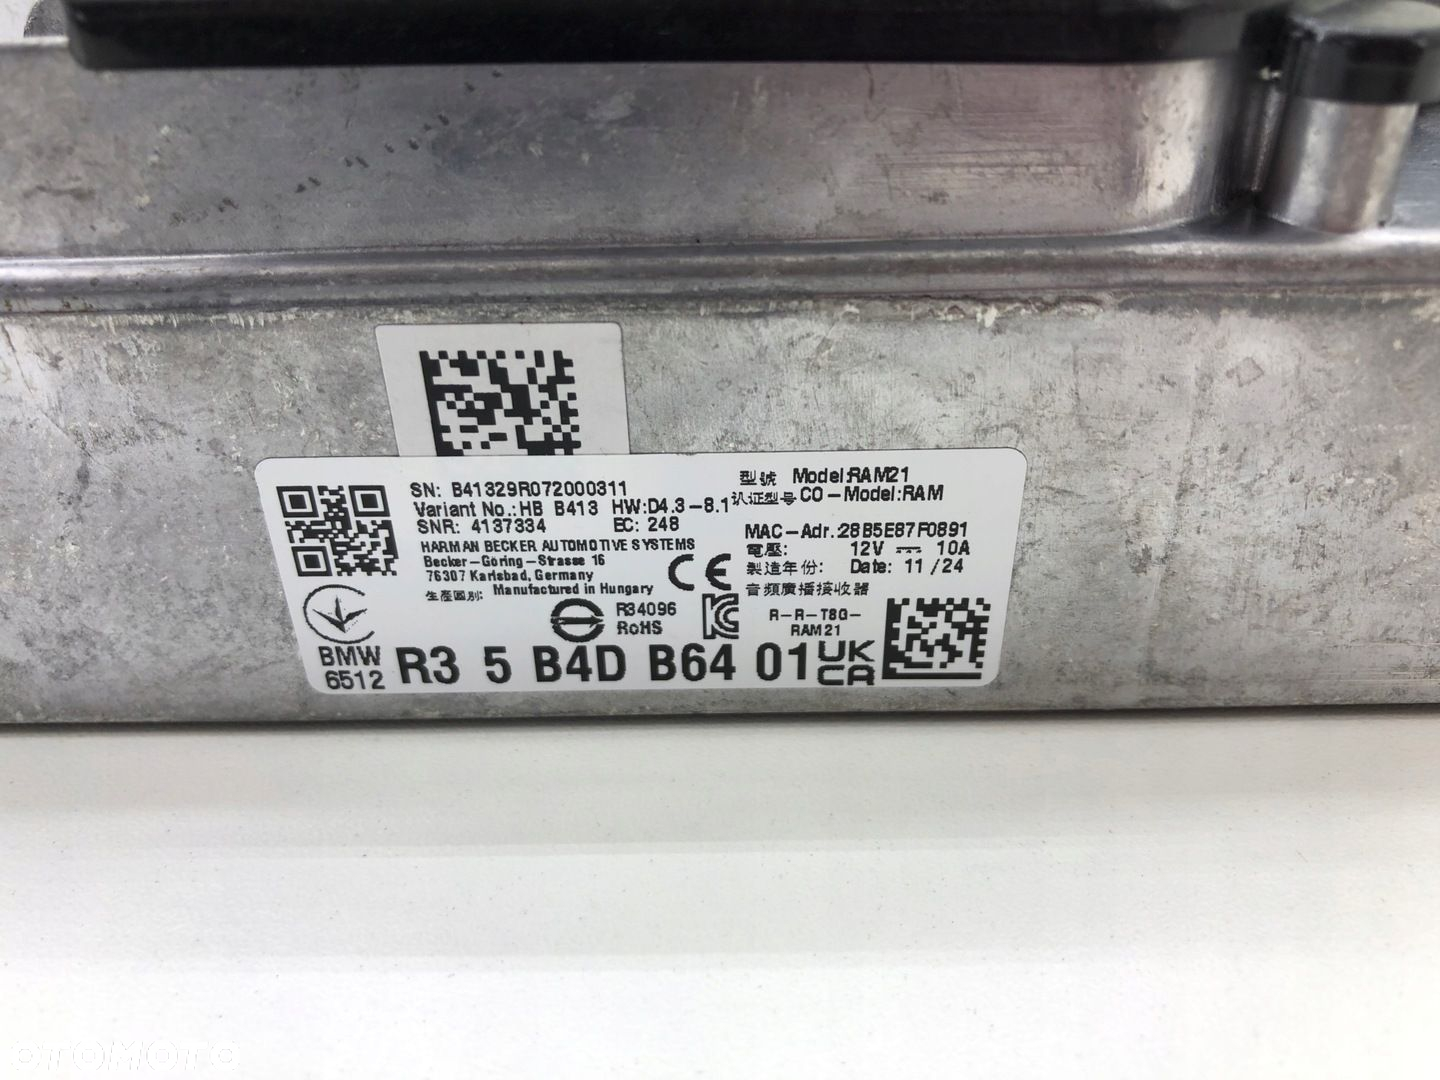 SN: B41329R072000311
Variant No.:HB B413 HW:D4.3-8.1
SNR: 4137334 EC: 248
HARMAN BECKER AUTOMOTIVE SYSTEMS
Becker-Göring-Strasse 16
76307 Karlsbad, Germany
生產國別: Manufactured in Hungary
型號 Model:RAM21
认证型号 CO-Model:RAM
MAC-Adr.:28B5E87F0891
電壓: 12V 10A
製造年份: Date: 11/24
音頻廣播接收器
CE
R34096
RoHS
R-R-T8G-
RAM21
BMW
6512
R3 5 B4D B64 01
UK
CA
OTOMOTO